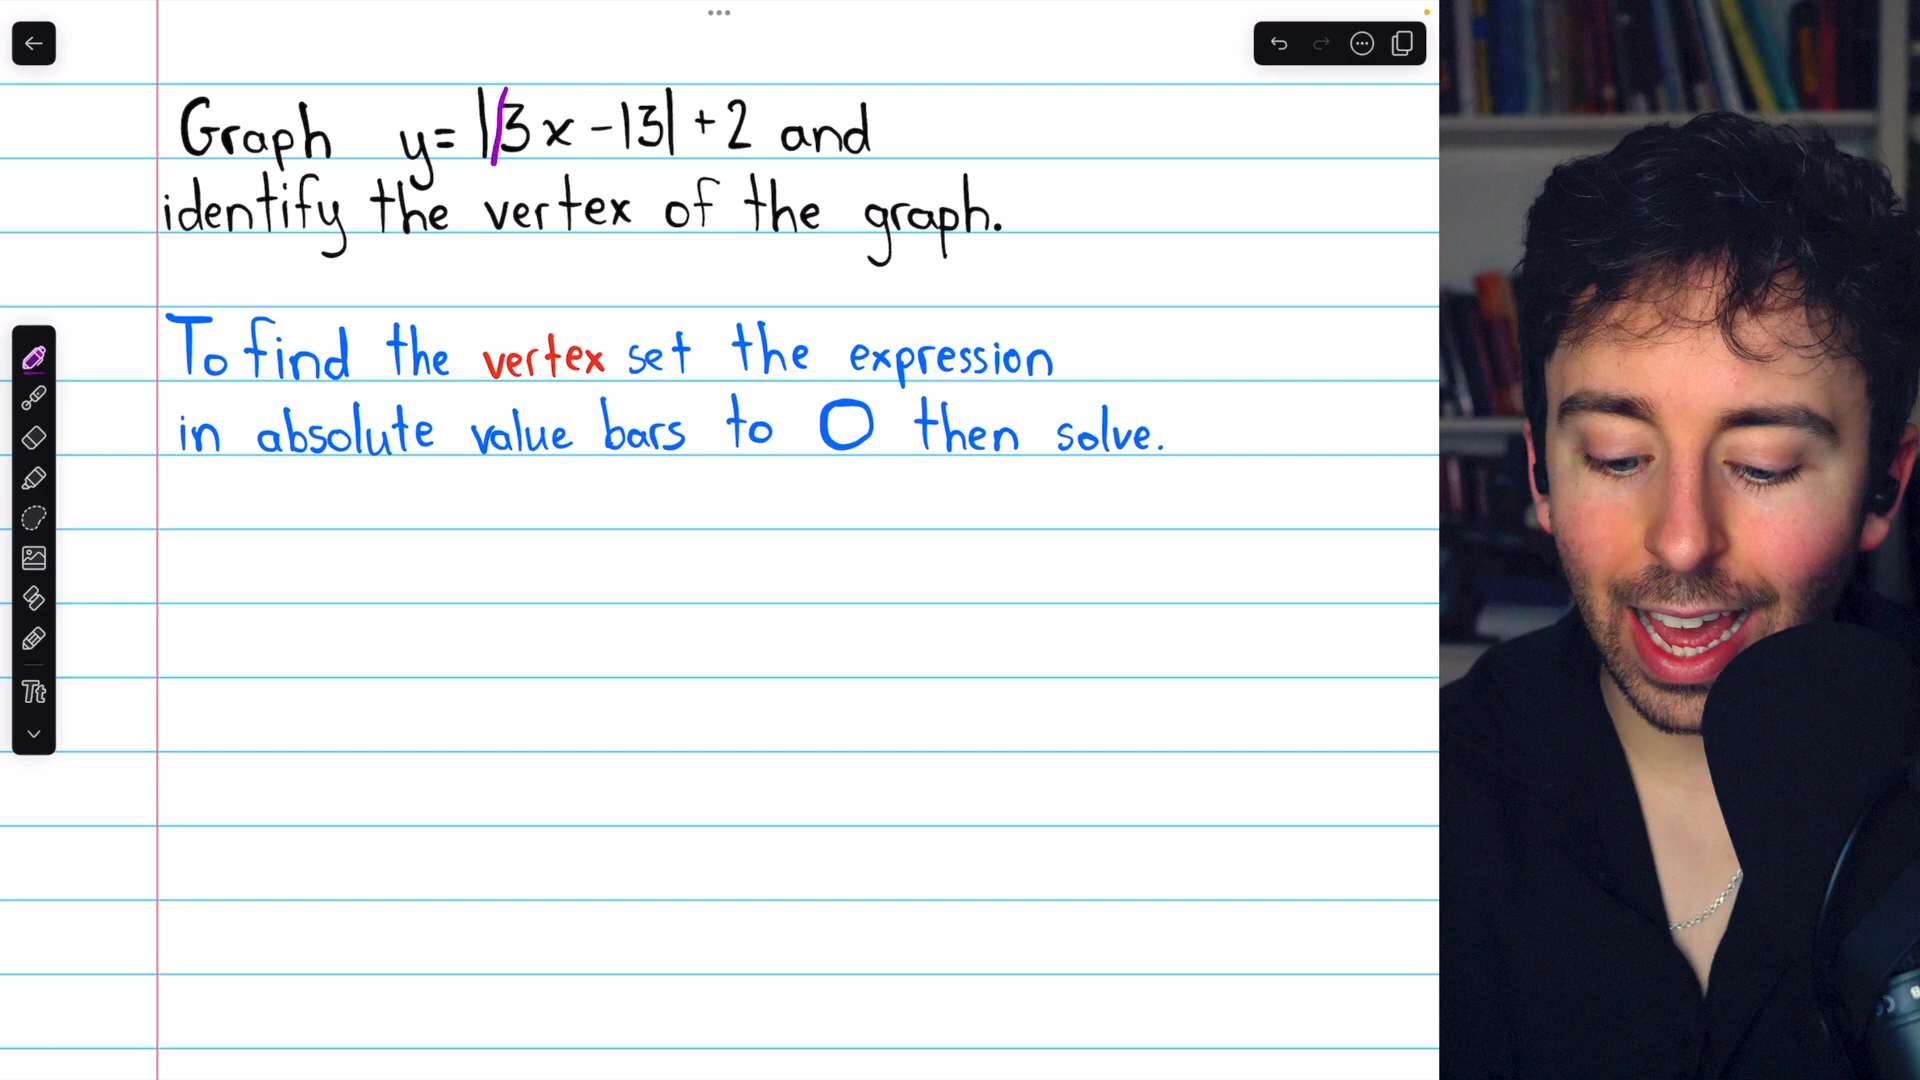 Graph y= |3x-13| +2 and
identify the vertex of the graph.
To find the vertex set the expression
in absolute value bars to 0 then solve.
Tt